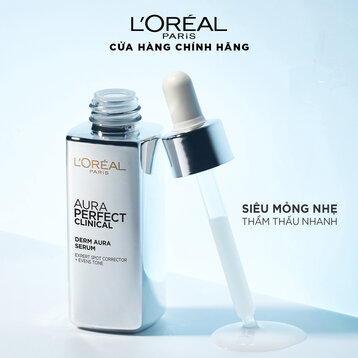 L'ORÉAL
PARIS
CỬA HÀNG CHÍNH HÃNG
L'ORÉAL
PARIS
AURA
PERFECT
CLINICAL
DERM AURA
SERUM
EXPERT SPOT CORRECTOR
+ EVENS TONE
SIÊU MỎNG NHẸ
THẨM THẤU NHANH